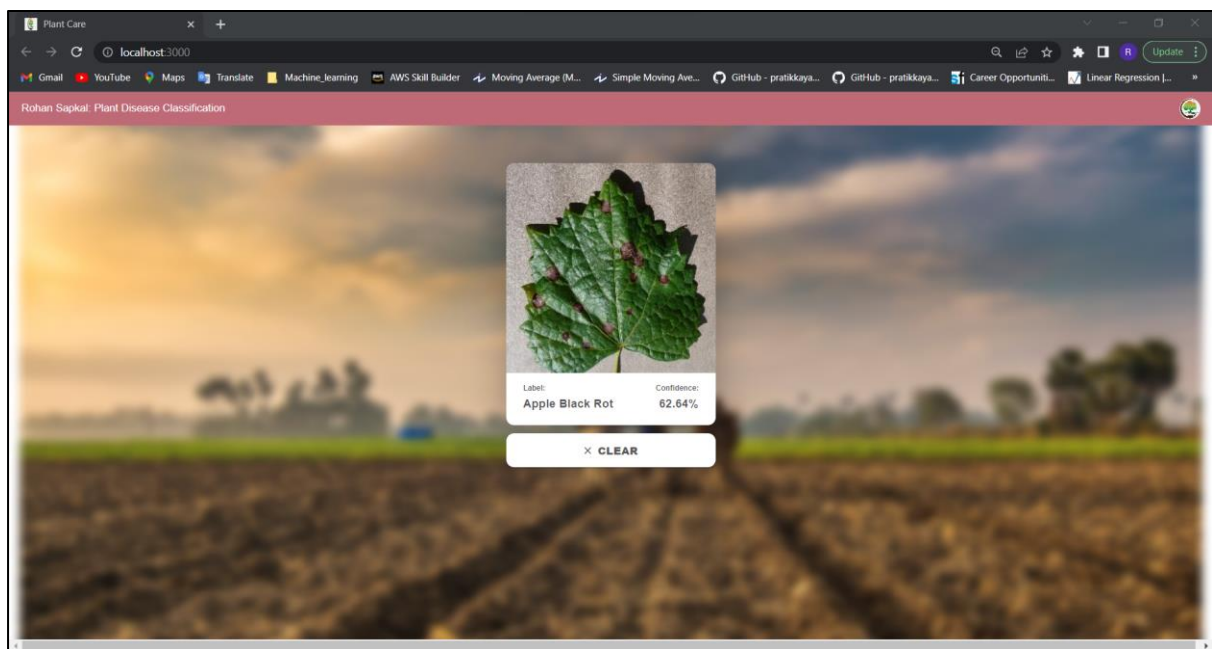 Plant Care
localhost:3000
R Update
Gmail YouTube Maps Translate Machine_learning AWS Skill Builder Moving Average (M... Simple Moving Ave... GitHub - pratikkaya... GitHub - pratikkaya... Career Opportuniti... Linear Regression |... »
Rohan Sapkal: Plant Disease Classification
Label: Confidence:
Apple Black Rot 62.64%
× CLEAR